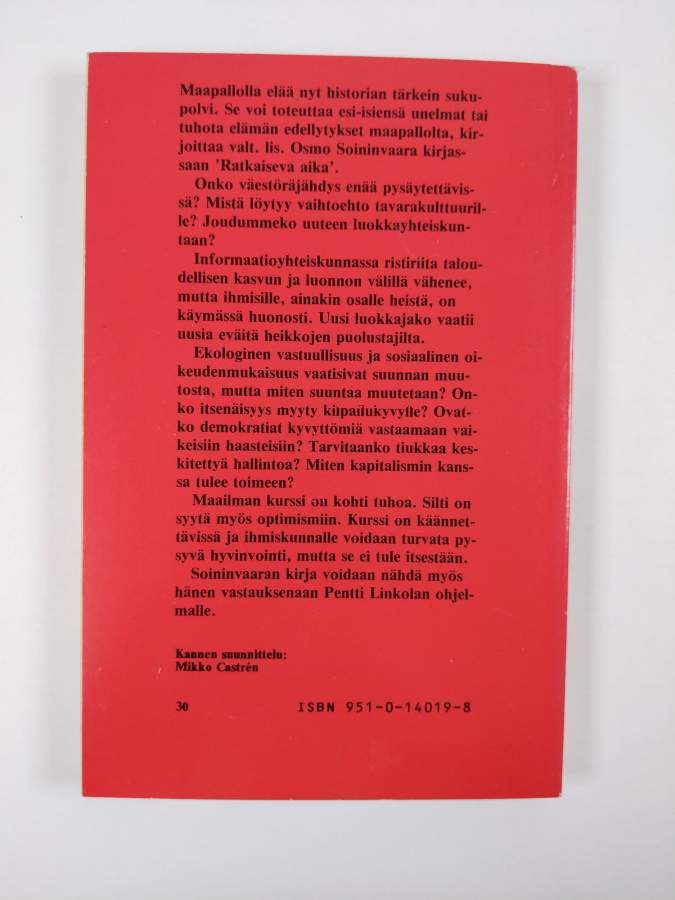 Maapallolla elää nyt historian tärkein suku-
polvi. Se voi toteuttaa esi-isiensä unelmat tai
tuhota elämän edellytykset maapallolta, kir-
joittaa valt. lis. Osmo Soininvaara kirjas-
saan 'Ratkaiseva aika'.
Onko väestöräjähdys enää pysäytettävis-
sä? Mistä löytyy vaihtoehto tavarakulttuuril-
le? Joudummeko uuteen luokkayhteiskun-
taan?
Informaatioyhteiskunnassa ristiriita talou-
dellisen kasvun ja luonnon välillä vähenee,
mutta ihmisille, ainakin osalle heistä, on
käymässä huonosti. Uusi luokkajako vaatii
uusia eväitä heikkojen puolustajilta.
Ekologinen vastuullisuus ja sosiaalinen oi-
keudenmukaisuus vaatisivat suunnan muu-
tosta, mutta miten suuntaa muutetaan? On-
ko itsenäisyys myyty kilpailukyvylle? Ovat-
ko demokratiat kyvyttömiä vastaamaan vai-
keisiin haasteisiin? Tarvitaanko tiukkaa kes-
kitettyä hallintoa? Miten kapitalismin kans-
sa tulee toimeen?
Maailman kurssi on kohti tuhoa. Silti on
syytä myös optimismiin. Kurssi on käännet-
tävissä ja ihmiskunnalle voidaan turvata py-
syvä hyvinvointi, mutta se ei tule itsestään.
Soininvaaran kirja voidaan nähdä myös
hänen vastauksenaan Pentti Linkolan ohjel-
malle.
Kannen suunnittelu:
Mikko Castrén
30 ISBN 951-0-14019-8